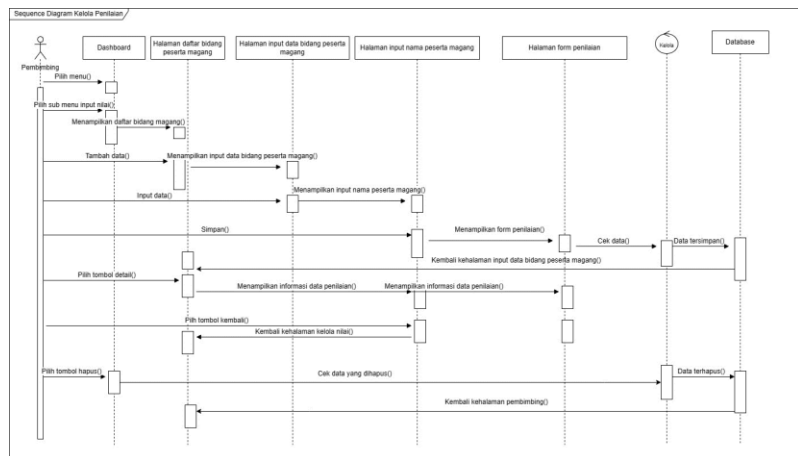 Sequence Diagram Kelola Penilaian
Pembimbing
Dashboard
Halaman daftar bidang
peserta magang
Halaman input data bidang peserta
magang
Halaman input nama peserta magang
Halaman form penilaian
Kelola
Database
Pilih menu()
Pilih sub menu input nilai()
Menampilkan daftar bidang magang()
Tambah data()
Menampilkan input data bidang peserta magang()
Input data()
Menampilkan input nama peserta magang()
Simpan()
Menampilkan form penilaian()
Cek data()
Data tersimpan()
Kembali kehalaman input data bidang peserta magang()
Pilih tombol detail()
Menampilkan informasi data penilaian()
Menampilkan informasi data penilaian()
Pilh tombol kembali()
Kembali kehalaman kelola nilai()
Pilih tombol hapus()
Cek data yang dihapus()
Data terhapus()
Kembali kehalaman pembimbing()